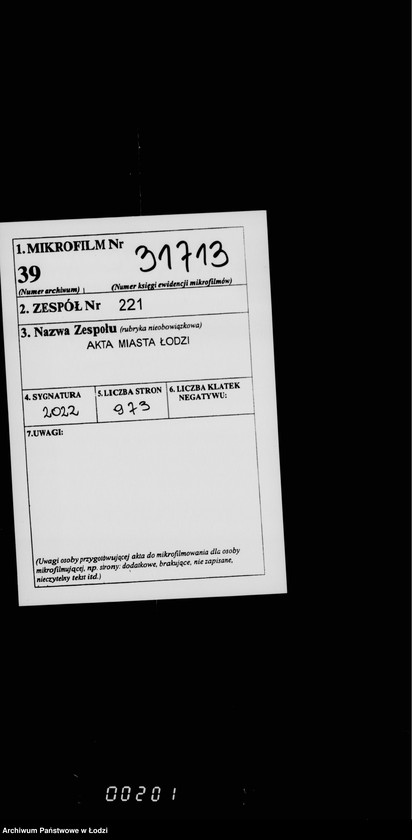 1. MIKROFILM Nr 31713
39
(Numer archiwum) (Numer księgi ewidencji mikrofilmów)
2. ZESPÓŁ Nr 221
3. Nazwa Zespołu (rubryka nieobowiązkowa)
AKTA MIASTA ŁODZI
4. SYGNATURA 5. LICZBA STRON 6. LICZBA KLATEK
NEGATYWU:
2022 973
7. UWAGI:
(Uwagi osoby przygotowującej akta do mikrofilmowania dla osoby
mikrofilmującej, np. strony: dodatkowe, brakujące, nie zapisane,
nieczytelny tekst itd.)
00201
Archiwum Państwowe w Łodzi